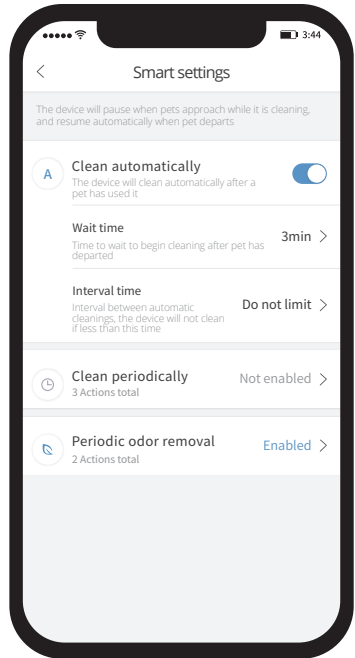 3:44
Smart settings
The device will pause when pets approach while it is cleaning,
and resume automatically when pet departs
A
Clean automatically
The device will clean automatically after a
pet has used it
Wait time
Time to wait to begin cleaning after pet has
departed
3min
Interval time
Interval between automatic
cleanings, the device will not clean
if less than this time
Do not limit
Clean periodically
3 Actions total
Not enabled
Periodic odor removal
2 Actions total
Enabled